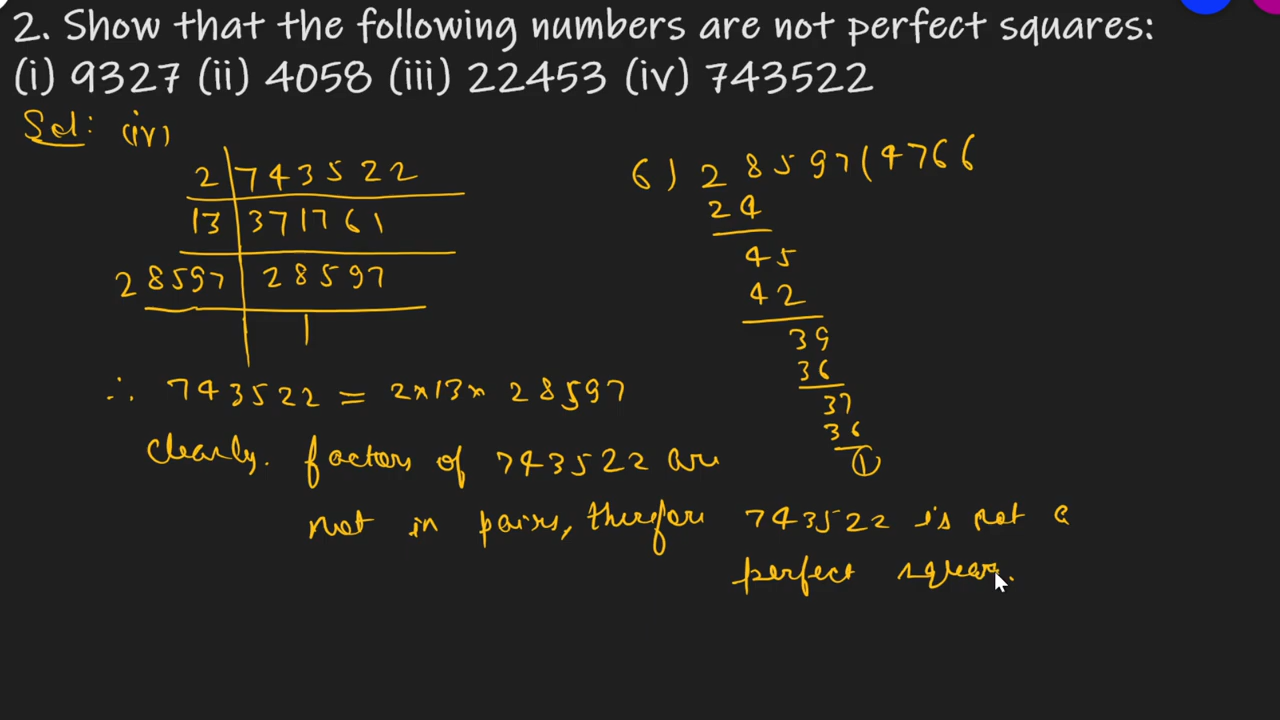 2. Show that the following numbers are not perfect squares:
(i) 9327 (ii) 4058 (iii) 22453 (iv) 743522
Sol: (iv)
2 | 743522
13 | 371761
28597 | 28597
1
∴ 743522 = 2×13× 28597
clearly. factors of 743522 are
not in pairs, therefore 743522 is not a
perfect square.
6) 28597(4766
24
45
42
39
36
37
36
1